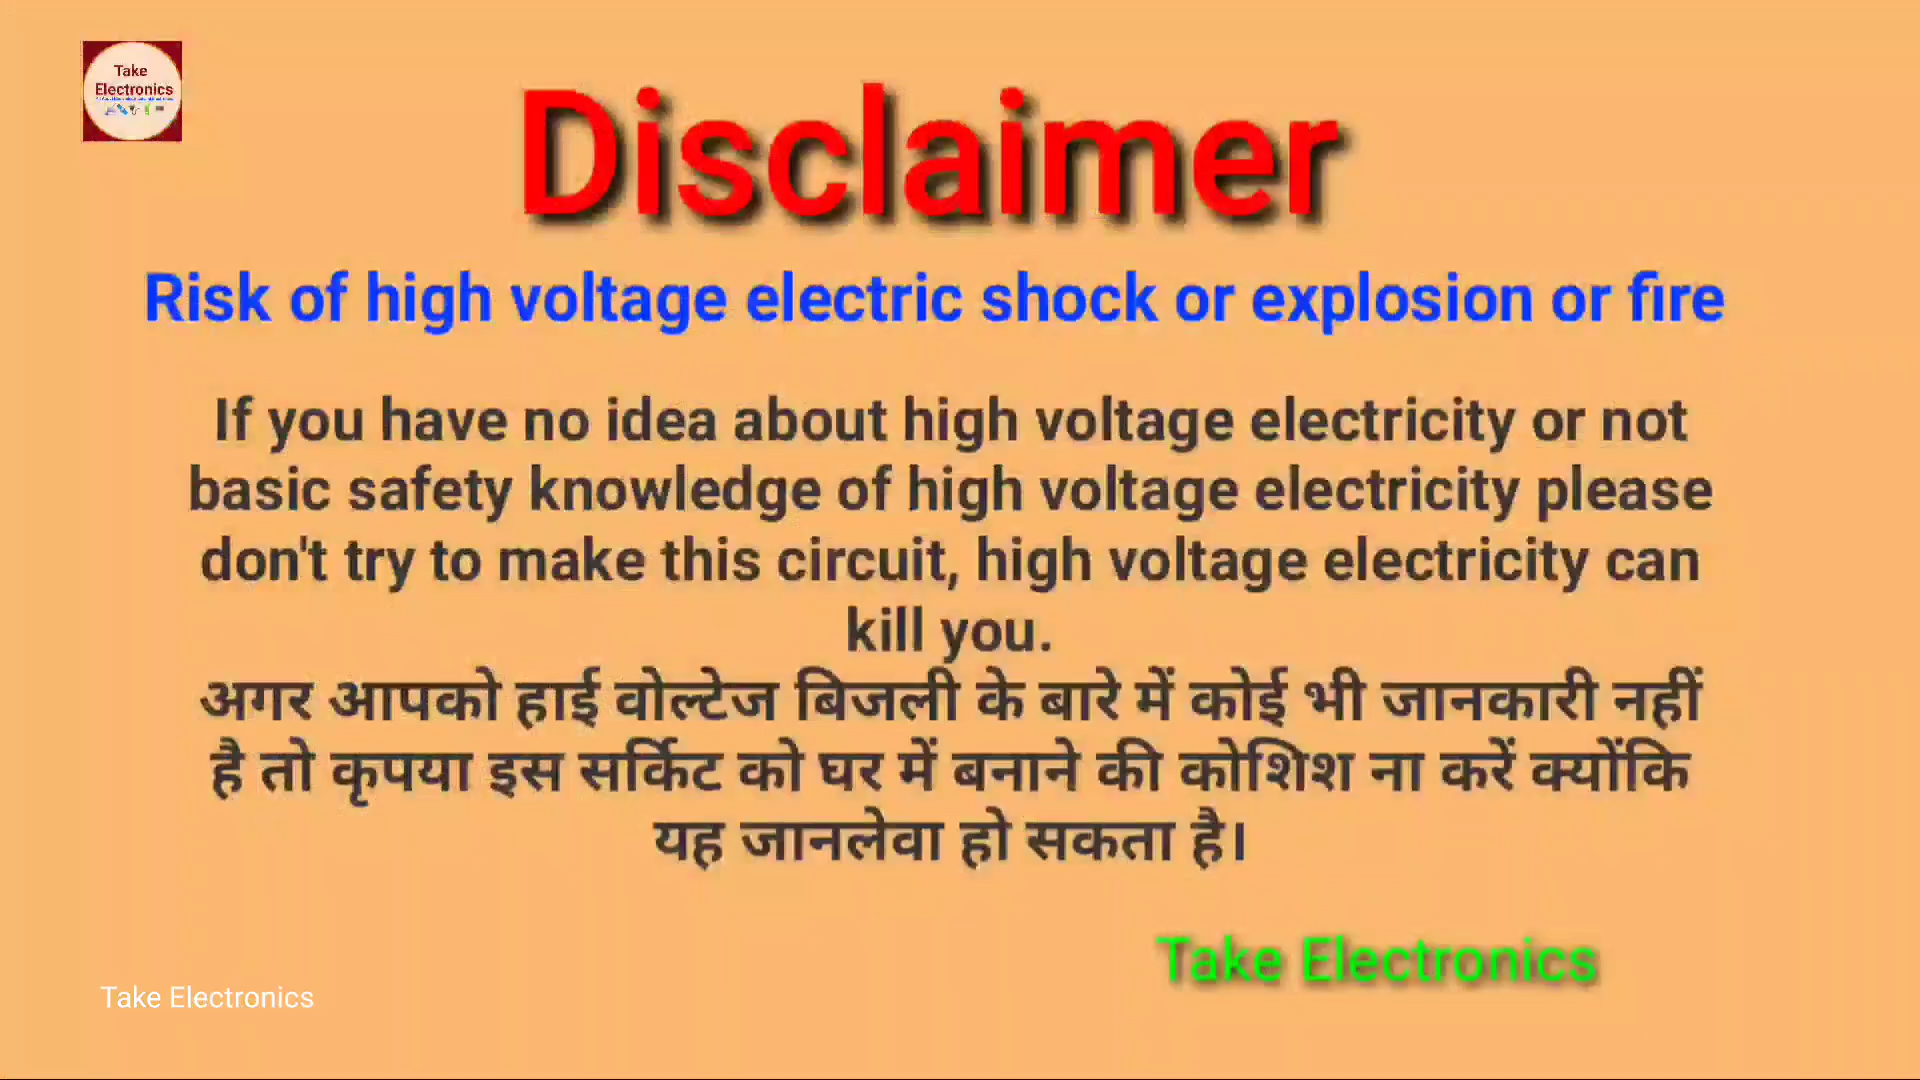 Take
Electronics
Disclaimer
Risk of high voltage electric shock or explosion or fire
If you have no idea about high voltage electricity or not
basic safety knowledge of high voltage electricity please
don't try to make this circuit, high voltage electricity can
kill you.
अगर आपको हाई वोल्टेज बिजली के बारे में कोई भी जानकारी नहीं
है तो कृपया इस सर्किट को घर में बनाने की कोशिश ना करें क्योंकि
यह जानलेवा हो सकता है।
Take Electronics
Take Electronics